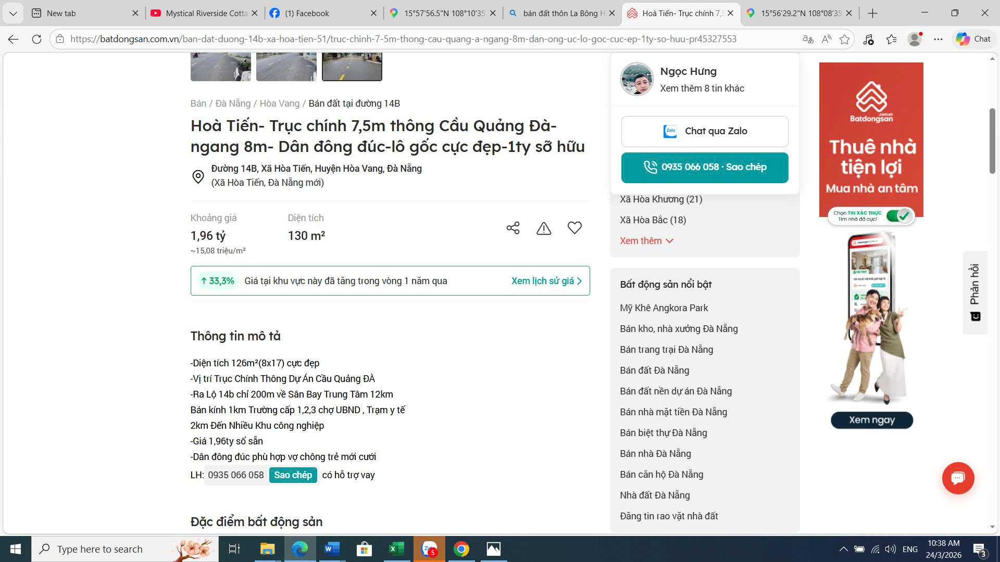 New tab
Mystical Riverside Cotta
(1) Facebook
15°57'56.5"N 108°10'35.
bán đất thôn La Bông H
Hoà Tiến- Trục chính 7,5
15°56'29.2"N 108°08'35
https://batdongsan.com.vn/ban-dat-duong-14b-xa-hoa-tien-51/truc-chinh-7-5m-thong-cau-quang-a-ngang-8m-dan-ong-uc-lo-goc-cuc-ep-1ty-so-huu-pr45327553
Chat
Bán / Đà Nẵng / Hòa Vang / Bán đất tại đường 14B
Hoà Tiến- Trục chính 7,5m thông Cầu Quảng Đà-
ngang 8m- Dân đông đúc-lô gốc cực đẹp-1ty sỡ hữu
Đường 14B, Xã Hòa Tiến, Huyện Hòa Vang, Đà Nẵng
(Xã Hòa Tiến, Đà Nẵng mới)
Khoảng giá
Diện tích
1,96 tỷ
130 m²
~15,08 triệu/m²
33,3%
Giá tại khu vực này đã tăng trong vòng 1 năm qua
Xem lịch sử giá
Thông tin mô tả
-Diện tích 126m²(8x17) cực đẹp
-Vị trí Trục Chính Thông Dự Án Cầu Quảng ĐÀ
-Ra Lộ 14b chỉ 200m về Sân Bay Trung Tâm 12km
Bán kính 1km Trường cấp 1,2,3 chợ UBND , Trạm y tế
2km Đến Nhiều Khu công nghiệp
-Giá 1,96ty sổ sẵn
-Dân đông đúc phù hợp vợ chông trẻ mới cưới
LH: 0935 066 058 Sao chép có hỗ trợ vay
Đặc điểm bất động sản
Ngọc Hưng
Xem thêm 8 tin khác
Zalo
Chat qua Zalo
0935 066 058 · Sao chép
Xã Hòa Khương (21)
Xã Hòa Bắc (18)
Xem thêm
Bất động sản nổi bật
Mỹ Khê Angkora Park
Bán kho, nhà xưởng Đà Nẵng
Bán trang trại Đà Nẵng
Bán đất Đà Nẵng
Bán đất nền dự án Đà Nẵng
Bán nhà mặt tiền Đà Nẵng
Bán biệt thự Đà Nẵng
Bán nhà Đà Nẵng
Bán căn hộ Đà Nẵng
Nhà đất Đà Nẵng
Đăng tin rao vặt nhà đất
Batdongsan
.com.vn
Thuê nhà
tiện lợi
Mua nhà an tâm
Chọn TIN XÁC THỰC
Tìm nhà dễ cực!
Xem ngay
Phản hồi
Type here to search
5
ENG
10:38 AM
24/3/2026
3